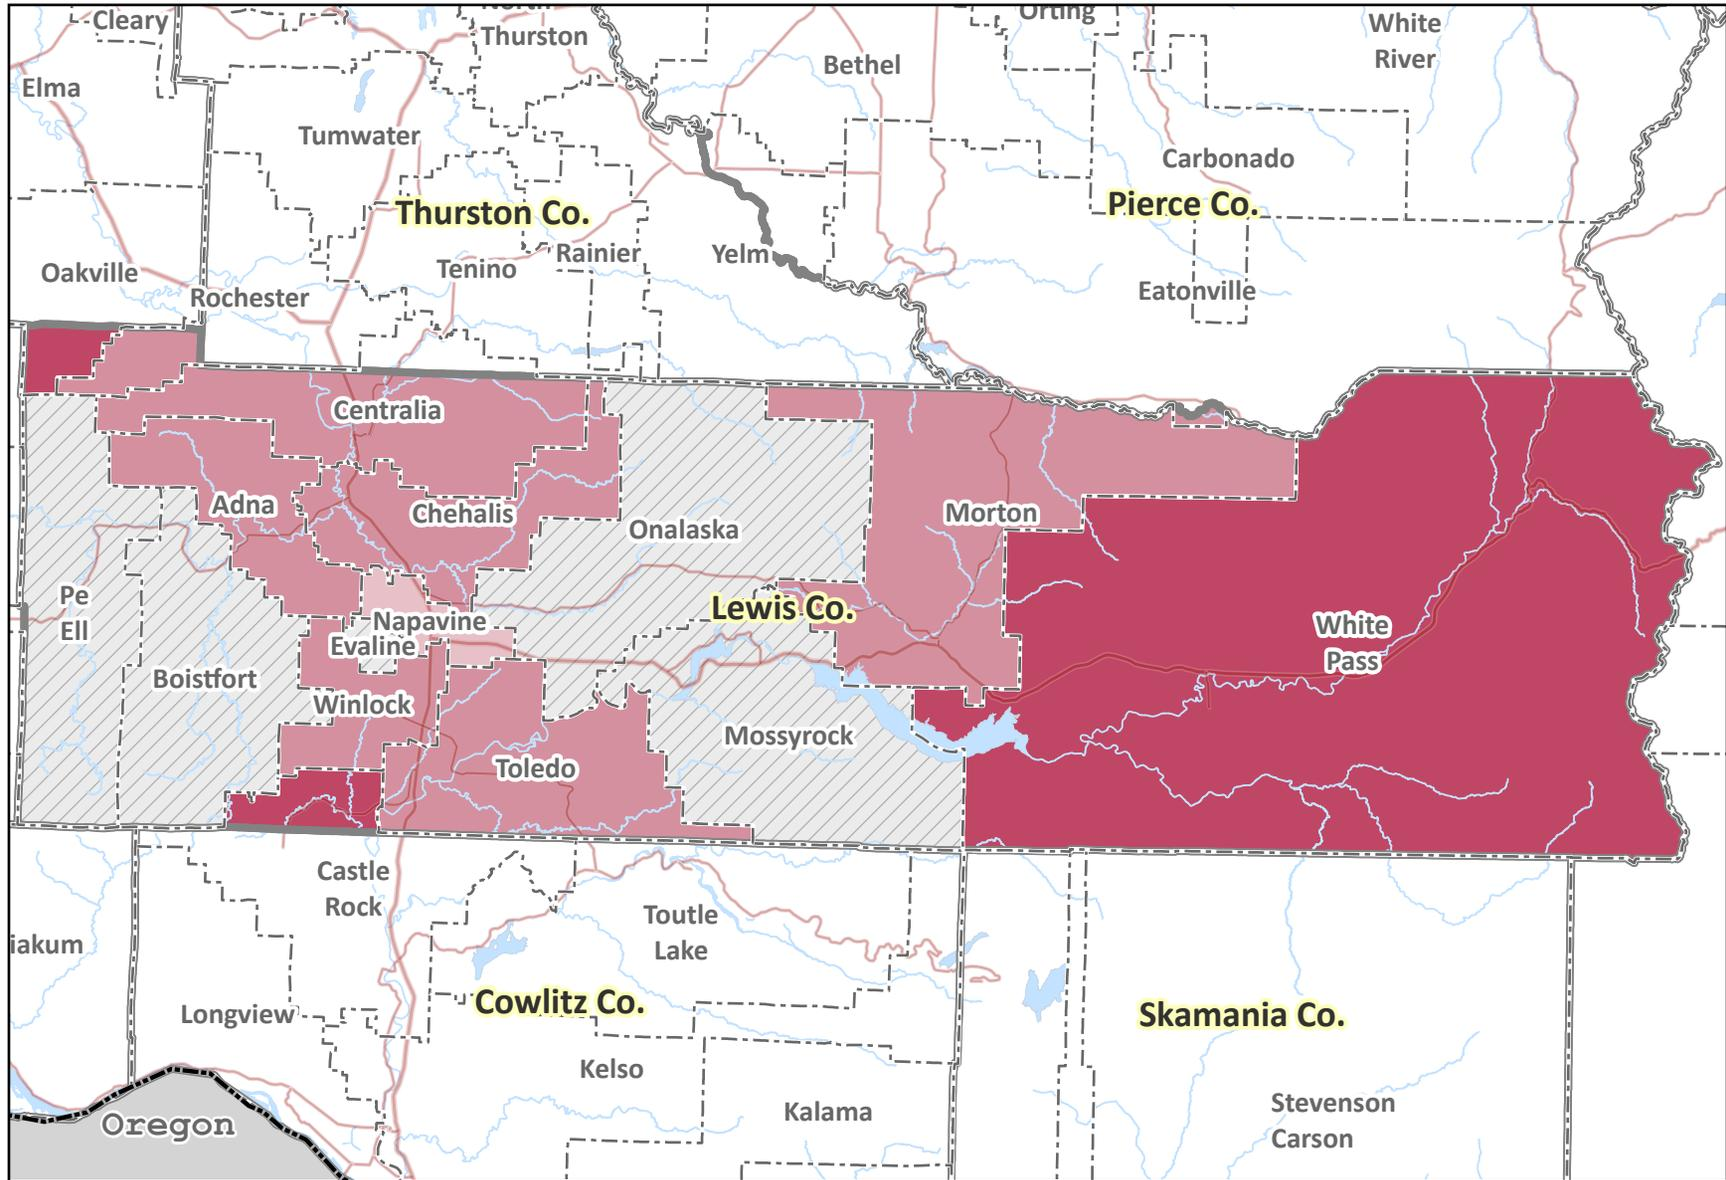 Cleary
North
Thurston
Orting
White
River
Bethel
Elma
Tumwater
Carbonado
Thurston Co.
Pierce Co.
Oakville
Tenino
Rainier
Yelm
Rochester
Eatonville
Centralia
Adna
Chehalis
Morton
Onalaska
Pe
Ell
Napavine
Lewis Co.
Evaline
White
Pass
Boistfort
Winlock
Mossyrock
Toledo
Castle
Rock
Toutle
Lake
iakum
Longview
Cowlitz Co.
Skamania Co.
Kelso
Kalama
Oregon
Stevenson
Carson